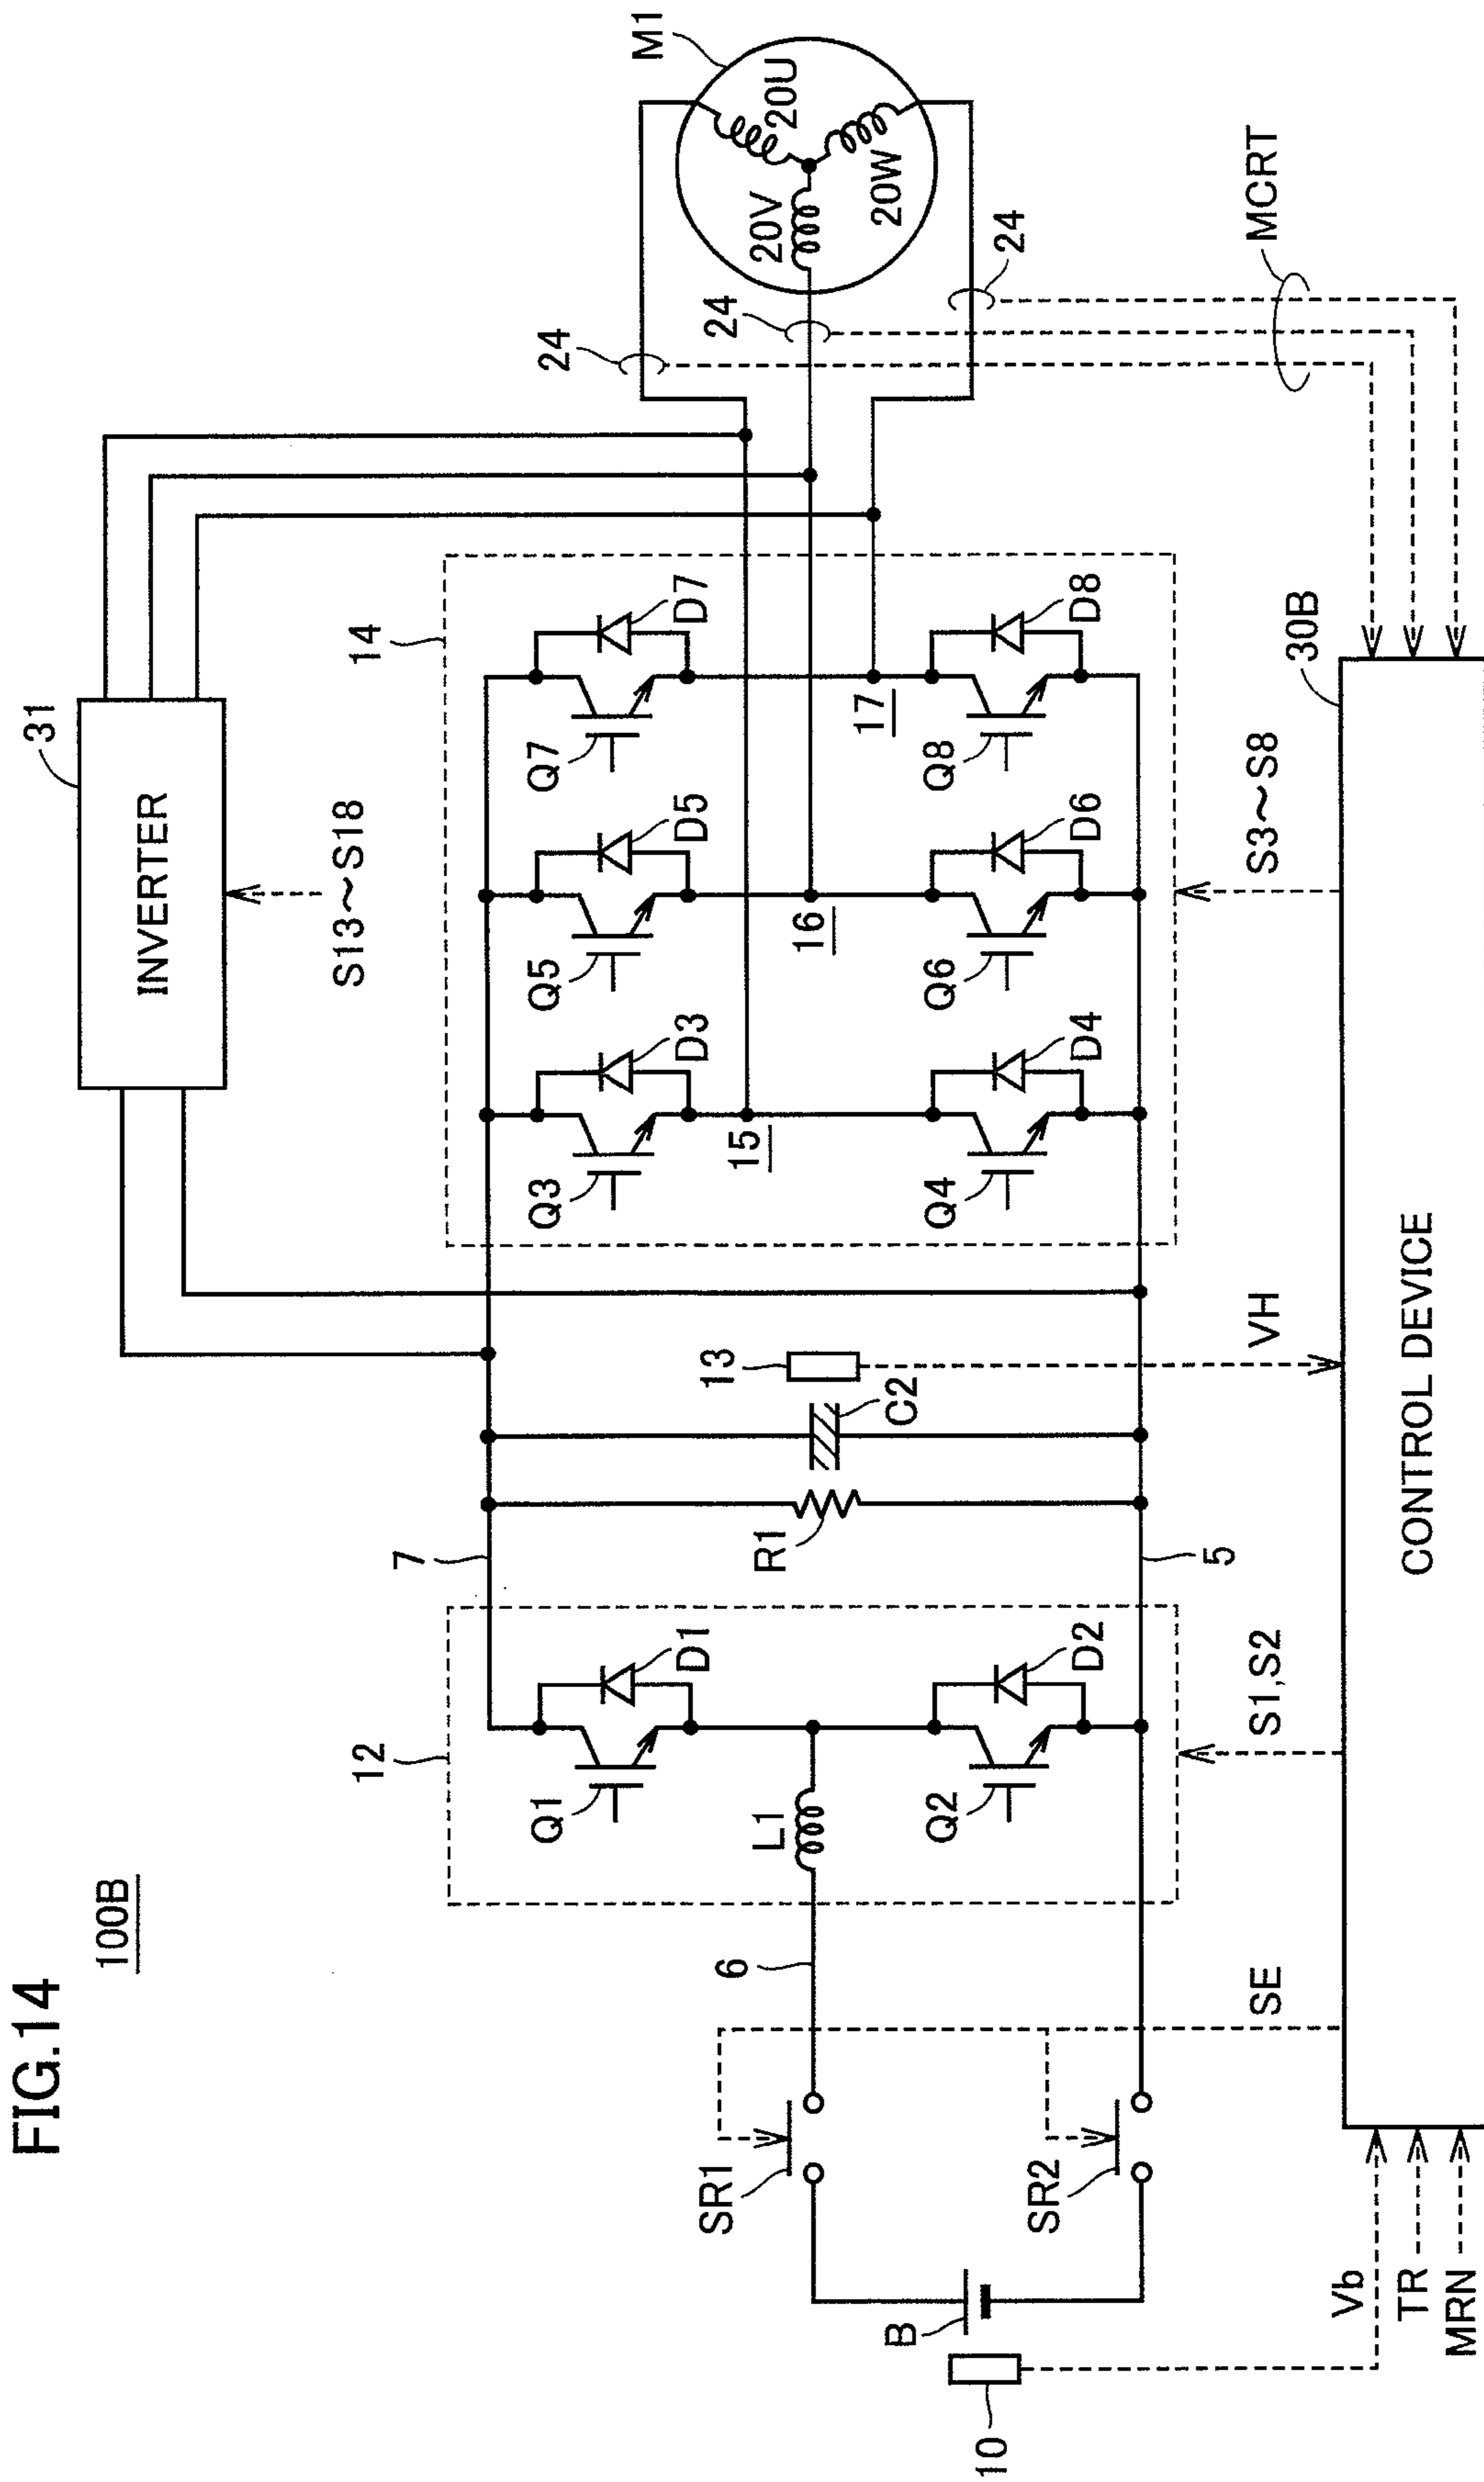 FIG.14
100B
31
INVERTER
S13~S18
M1
20U
20V
20W
24
24
24
MCRT
12
Q1
D1
L1
Q2
D2
7
5
6
R1
C2
13
VH
14
Q3
D3
Q5
D5
Q7
D7
15
16
17
Q4
D4
Q6
D6
Q8
D8
SR1
SR2
B
10
SE
S1,S2
S3~S8
30B
CONTROL DEVICE
Vb
TR
MRN